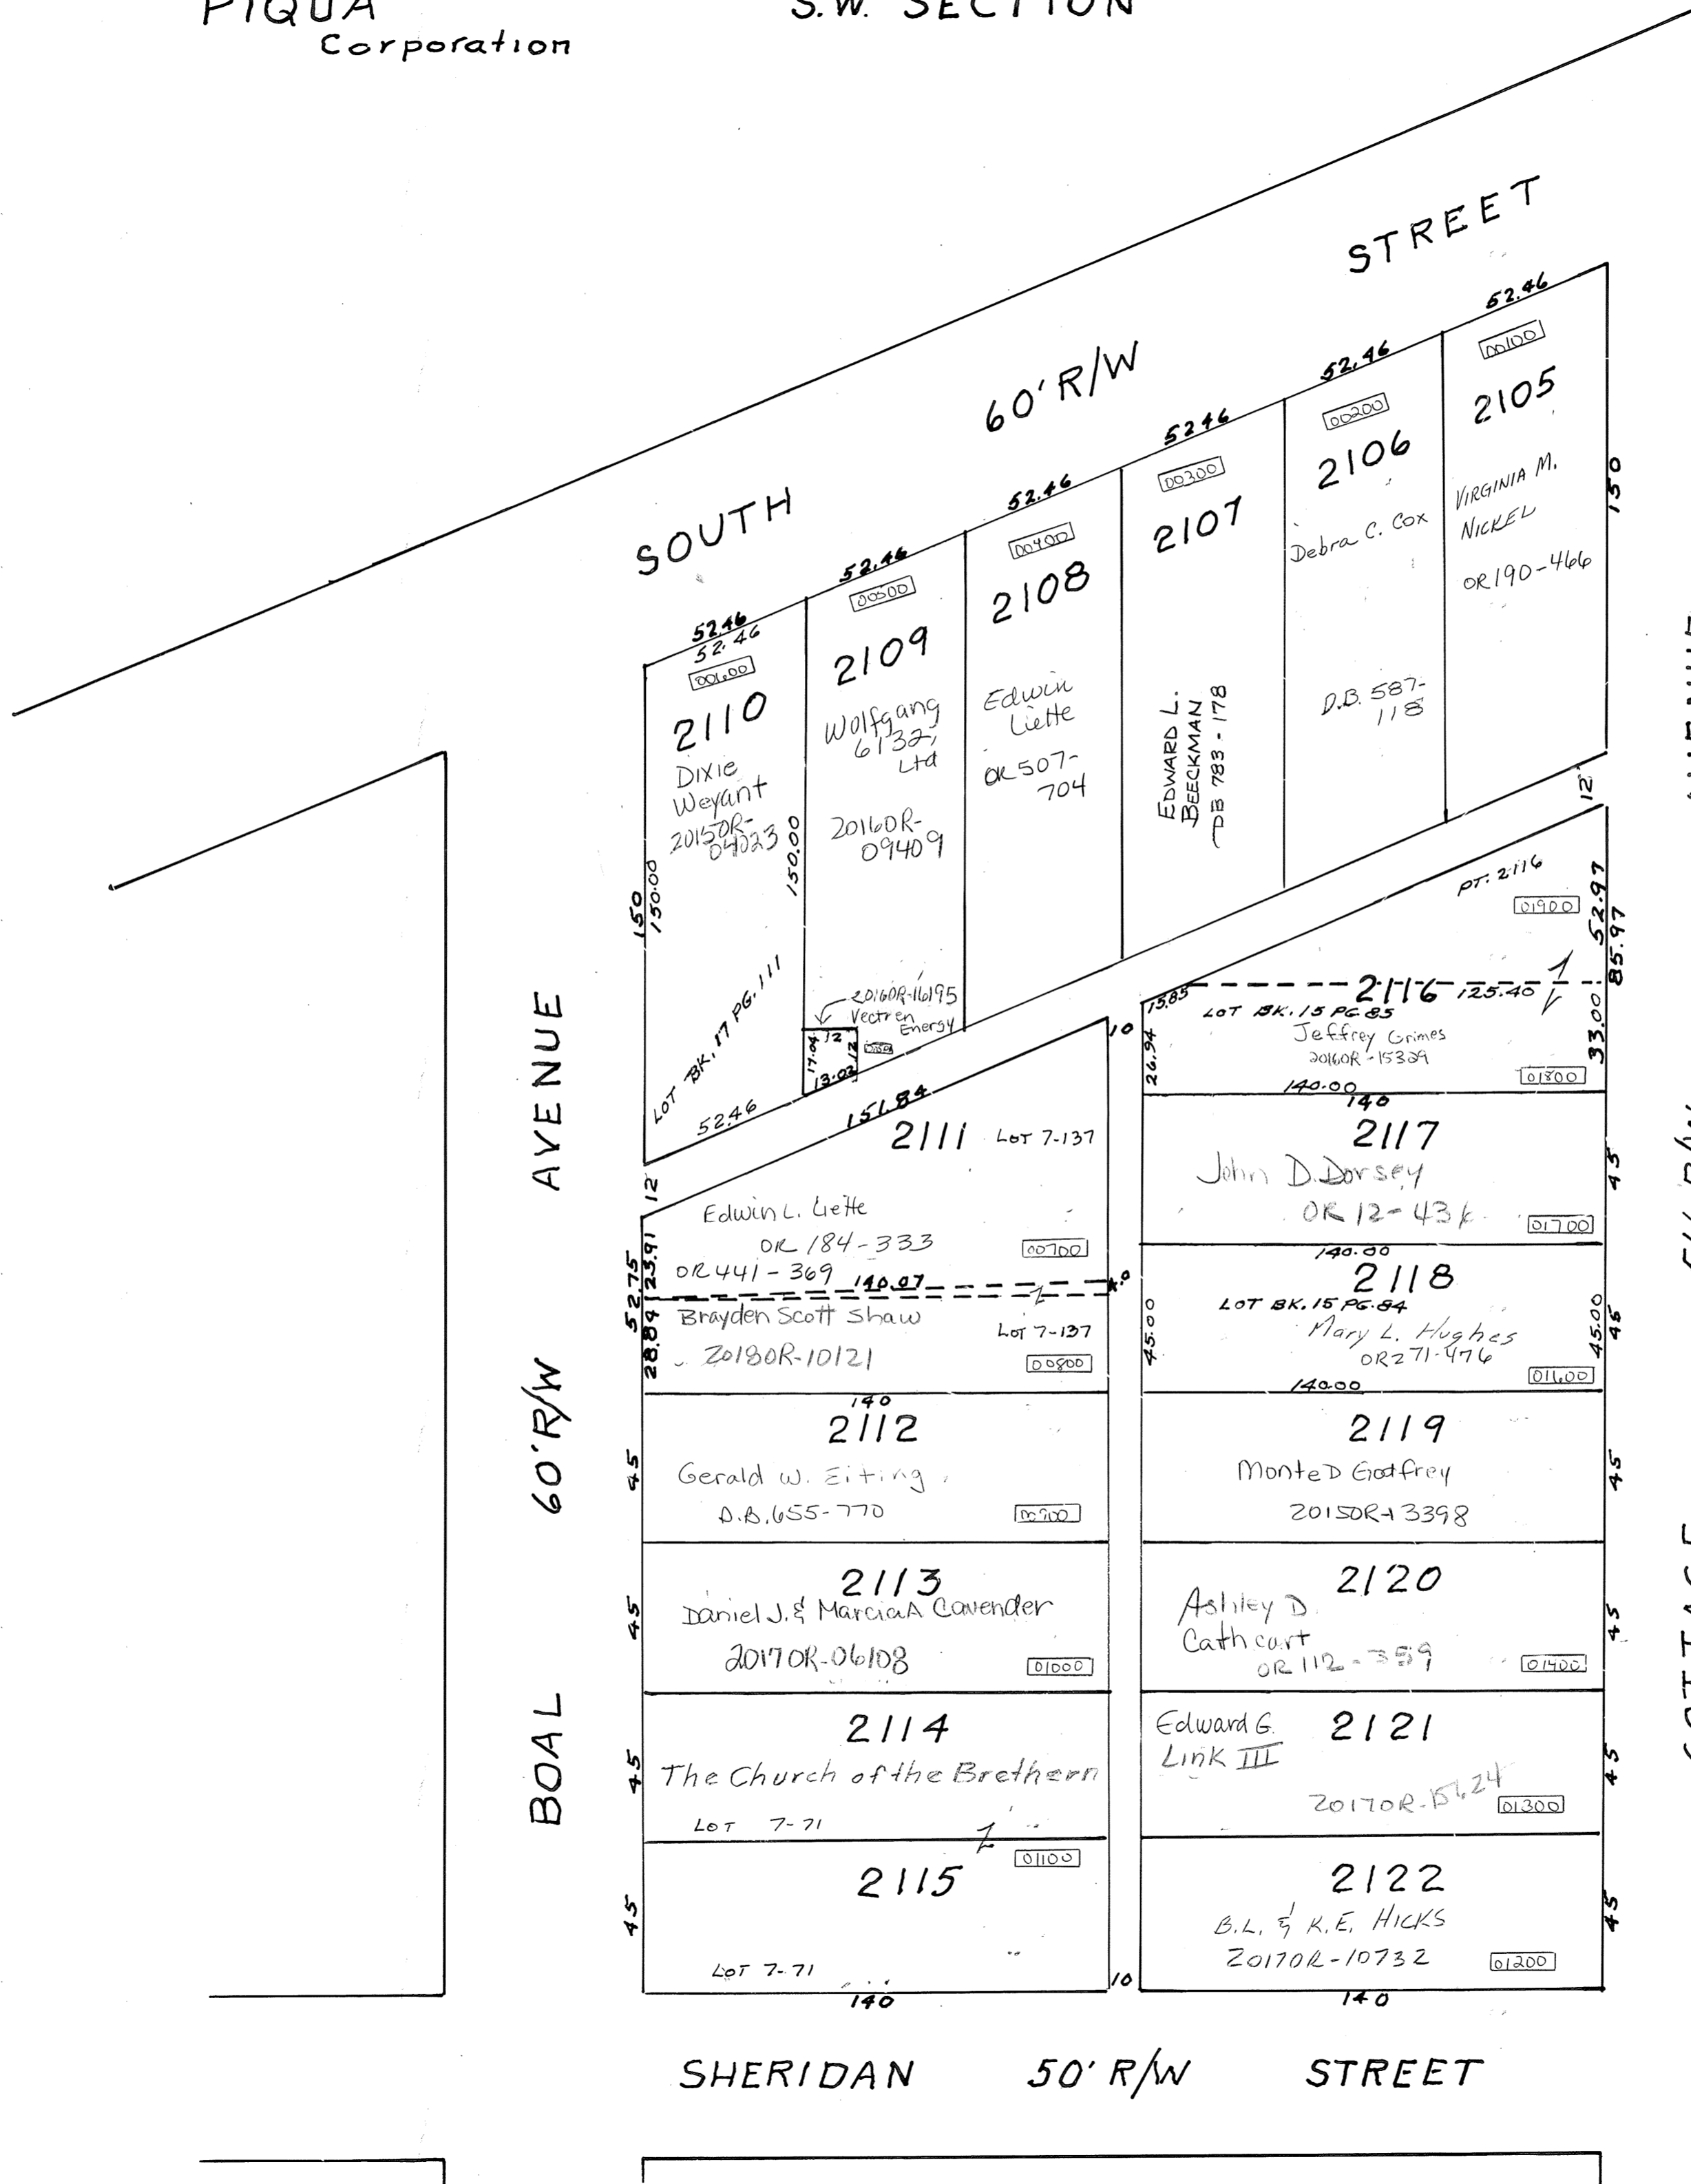 PIQUA
Corporation
S.W. SECTION
SOUTH 60' R/W STREET
52.46
00100
2105
VIRGINIA M.
NICKEL
OR 190-466
150
12'
52.46
00200
2106
Debra C. Cox
D.B. 587-
118
5246
00300
2107
EDWARD L.
BEECKMAN
DB 783-178
52.46
00400
2108
Edwin
Liette
OR 507-
704
52.46
00500
2109
Wolfgang
6132,
Ltd
2016OR-
09409
150.00
2016OR-16195
Vectren
Energy
17.04
12
12
13.02
52.46
52.46
00600
2110
Dixie
Weyant
2015OR-
04023
150
150.00
LOT BK. 17 PG. 111
5246
12
151.84
10
2111 LOT 7-137
Edwin L. Liette
OR 184-333
00700
OR 441-369
140.07
52.75
23.91
28.84
Brayden Scott Shaw
LOT 7-137
2018OR-10121
00800
140
2112
Gerald W. Eiting
D.B. 655-770
00900
45
2113
Daniel J. & Marcia A Cavender
2017OR-06108
01000
45
2114
The Church of the Brethern
LOT 7-71
45
01100
2115
LOT 7-71
45
140
10
PT. 2116
01900
52.97
85.97
15.85
2116
125.40
LOT BK. 15 PG. 85
Jeffrey Grimes
2016OR-15329
01800
26.94
33.00
140.00
140
2117
John D. Dorsey
OR 12-43
01700
45
140.00
2118
LOT BK. 15 PG. 84
Mary L. Hughes
OR 271-476
01600
45.00
45.00
45
140.00
2119
Monte D Godfrey
2015OR-13398
45
2120
Ashley D.
Cathcart
OR 112-359
01400
45
Edward G.
Link III
2121
2017OR-15624
01300
45
2122
B.L. & K.E. HICKS
2017OR-10732
01200
45
140
BOAL 60' R/W AVENUE
SHERIDAN 50' R/W STREET